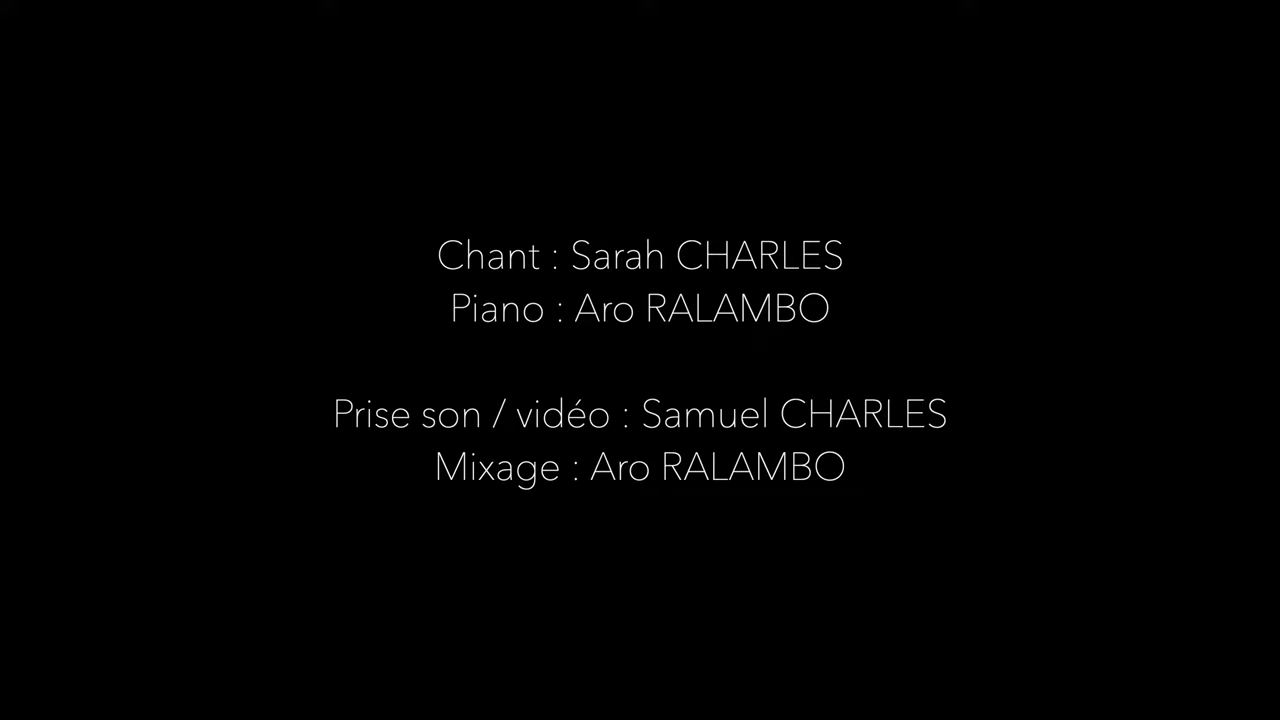 Chant : Sarah CHARLES
Piano : Aro RALAMBO
Prise son / vidéo : Samuel CHARLES
Mixage : Aro RALAMBO